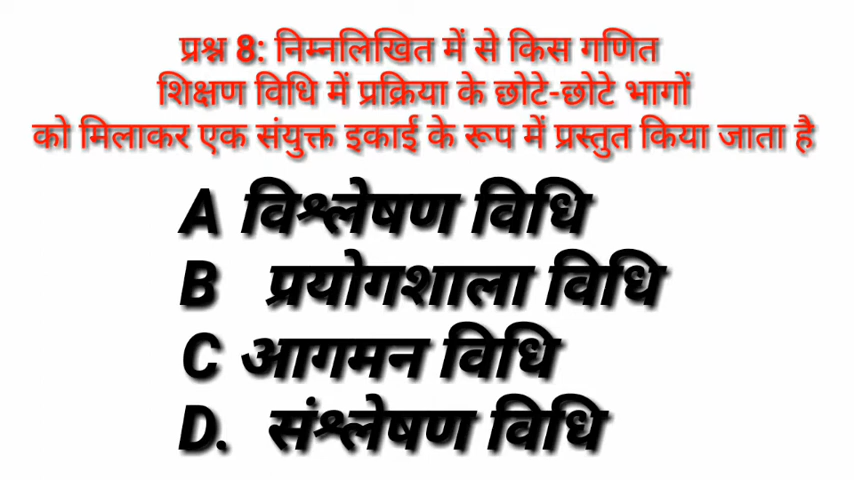 प्रश्न 8: निम्नलिखित में से किस गणित
शिक्षण विधि में प्रक्रिया के छोटे-छोटे भागों
को मिलाकर एक संयुक्त इकाई के रूप में प्रस्तुत किया जाता है
A विश्लेषण विधि
B प्रयोगशाला विधि
C आगमन विधि
D. संश्लेषण विधि